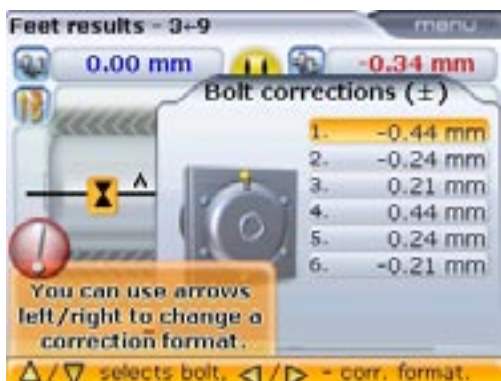 Feet results - 3←9
menu
0.00 mm
-0.34 mm
Bolt corrections (±)
1. -0.44 mm
2. -0.24 mm
3. 0.21 mm
4. 0.44 mm
5. 0.24 mm
6. -0.21 mm
You can use arrows
left/right to change a
correction format.
△/▽ selects bolt, ◁/▷ - corr. format.